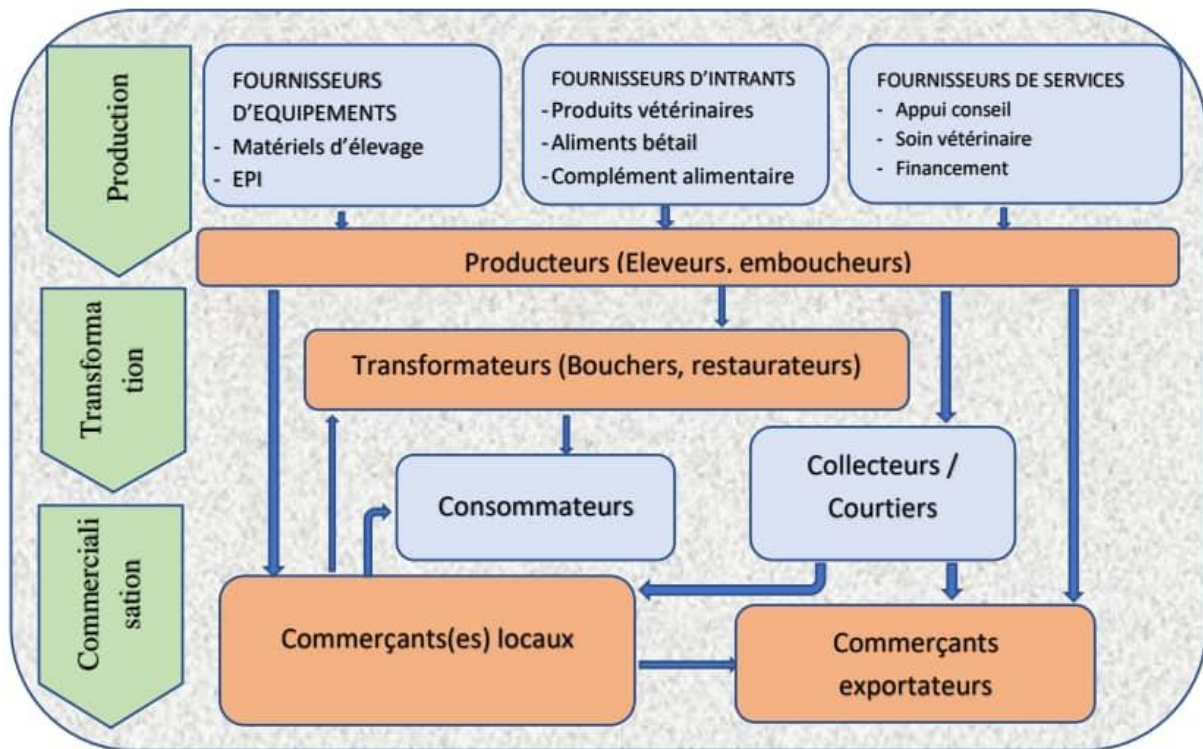 Production
FOURNISSEURS
D'EQUIPEMENTS
- Matériels d'élevage
- EPI
FOURNISSEURS D'INTRANTS
- Produits vétérinaires
- Aliments bétail
- Complément alimentaire
FOURNISSEURS DE SERVICES
- Appui conseil
- Soin vétérinaire
- Financement
Producteurs (Eleveurs, emboucheurs)
Transforma
tion
Transformateurs (Bouchers, restaurateurs)
Consommateurs
Collecteurs /
Courtiers
Commerciali
sation
Commerçants(es) locaux
Commerçants
exportateurs